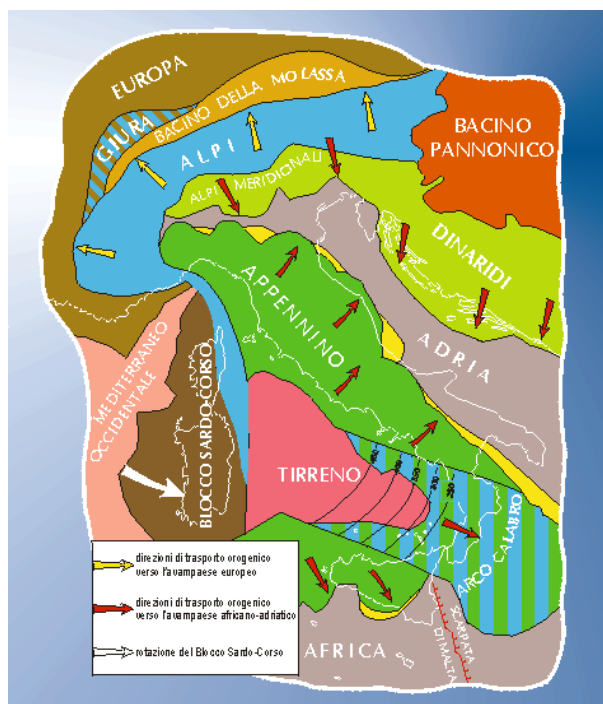 EUROPA
BACINO DELLA MOLASSA
GIURA
ALPI
BACINO
PANNONICO
ALPI MERIDIONALI
DINARIDI
APPENNINO
ADRIA
MEDITERRANEO
OCCIDENTALE
BLOCCO SARDO-CORSO
TIRRENO
ARCO CALABRO
direzioni di trasporto orogenico
verso l'avampaese europeo
direzioni di trasporto orogenico
verso l'avampaese africano-adriatico
rotazione del Blocco Sardo-Corso
AFRICA
SCARPATA
DI MALTA